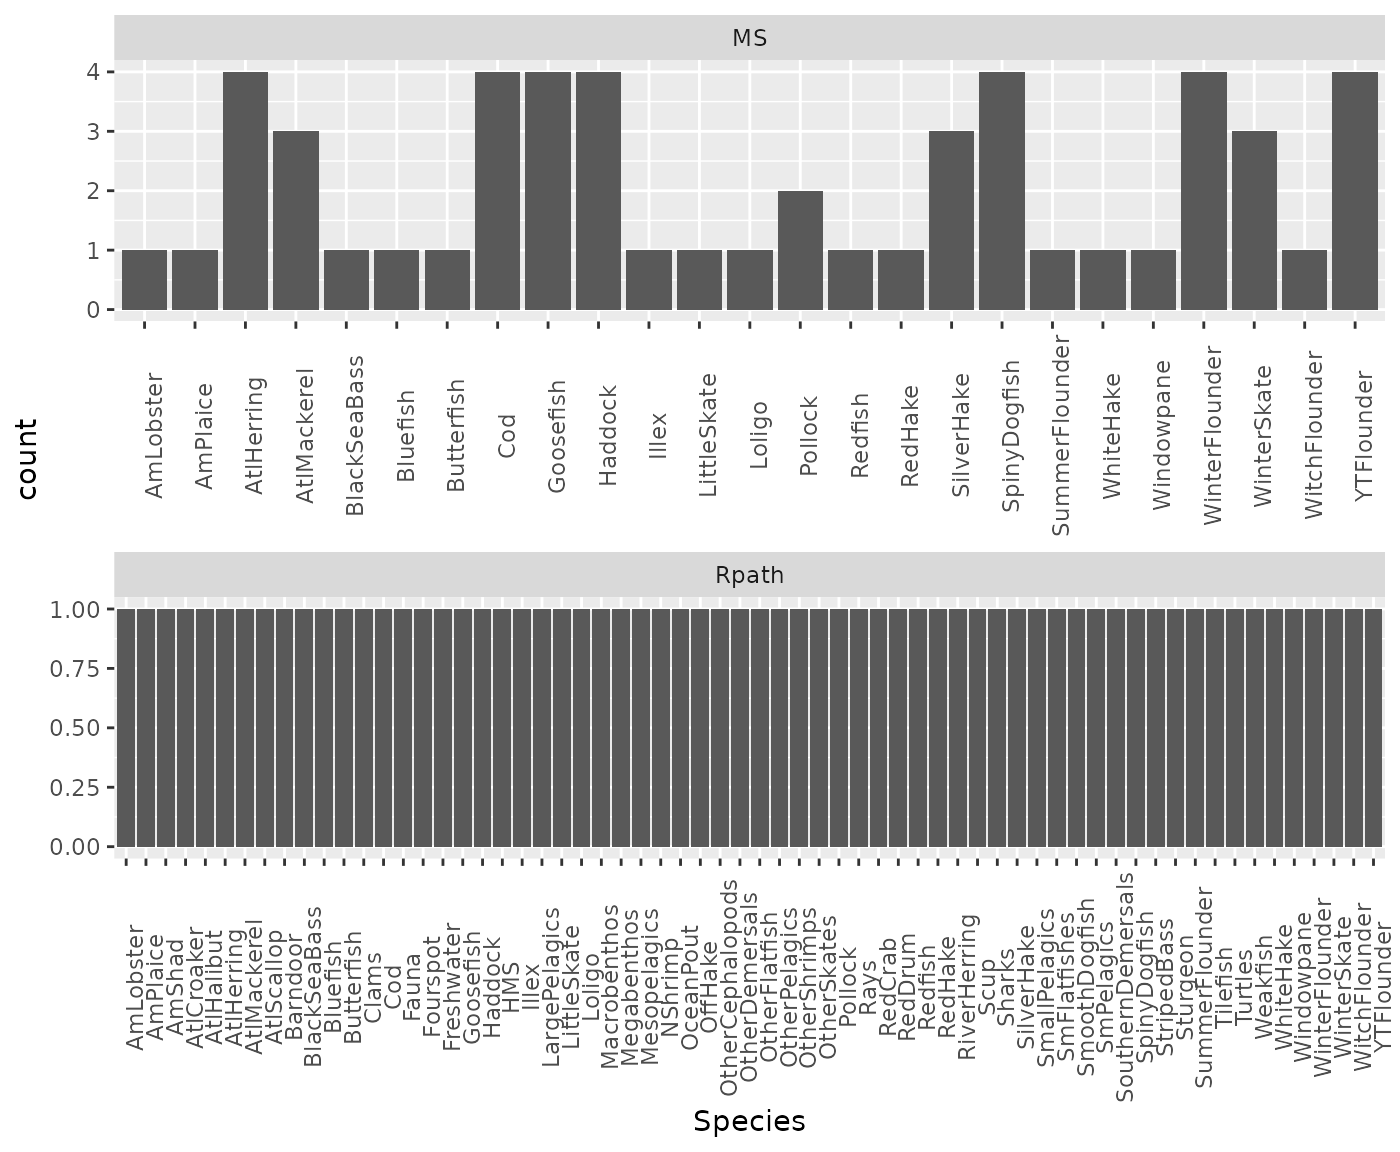 MS
4
3
2
1
0
AmLobster
AmPlaice
AtlHerring
AtlMackerel
BlackSeaBass
Bluefish
Butterfish
Cod
Goosefish
Haddock
Illex
LittleSkate
Loligo
Pollock
Redfish
RedHake
SilverHake
SpinyDogfish
SummerFlounder
WhiteHake
Windowpane
WinterFlounder
WinterSkate
WitchFlounder
YTFlounder
count
Rpath
1.00
0.75
0.50
0.25
0.00
AmLobster
AmPlaice
AmShad
AtlCroaker
AtlHalibut
AtlHerring
AtlMackerel
AtlScallop
Barndoor
BlackSeaBass
Bluefish
Butterfish
Clams
Cod
Fauna
Fourspot
Freshwater
Goosefish
Haddock
HMS
Illex
LargePelagics
LittleSkate
Loligo
Macrobenthos
Megabenthos
Mesopelagics
NShrimp
OceanPout
OffHake
OtherCephalopods
OtherDemersals
OtherFlatfish
OtherPelagics
OtherShrimps
OtherSkates
Pollock
Rays
RedCrab
RedDrum
Redfish
RedHake
RiverHerring
Scup
Sharks
SilverHake
SmallPelagics
SmFlatfishes
SmoothDogfish
SmPelagics
SouthernDemersals
SpinyDogfish
StripedBass
Sturgeon
SummerFlounder
Tilefish
Turtles
Weakfish
WhiteHake
Windowpane
WinterFlounder
WinterSkate
WitchFlounder
YTFlounder
Species